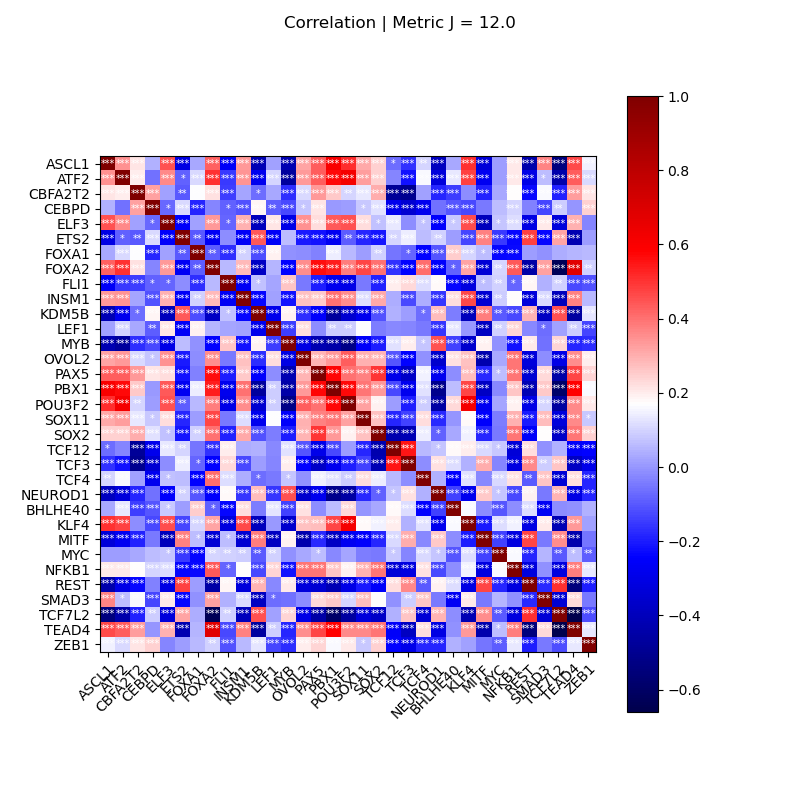 Correlation | Metric J = 12.0
ASCL1
ATF2
CBFA2T2
CEBPD
ELF3
ETS2
FOXA1
FOXA2
FLI1
INSM1
KDM5B
LEF1
MYB
OVOL2
PAX5
PBX1
POU3F2
SOX11
SOX2
TCF12
TCF3
TCF4
NEUROD1
BHLHE40
KLF4
MITF
MYC
NFKB1
REST
SMAD3
TCF7L2
TEAD4
ZEB1
ASCL1
ATF2
CBFA2T2
CEBPD
ELF3
ETS2
FOXA1
FOXA2
FLI1
INSM1
KDM5B
LEF1
MYB
OVOL2
PAX5
PBX1
POU3F2
SOX11
SOX2
TCF12
TCF3
TCF4
NEUROD1
BHLHE40
KLF4
MITF
MYC
NFKB1
REST
SMAD3
TCF7L2
TEAD4
ZEB1
1.0
0.8
0.6
0.4
0.2
0.0
−0.2
−0.4
−0.6